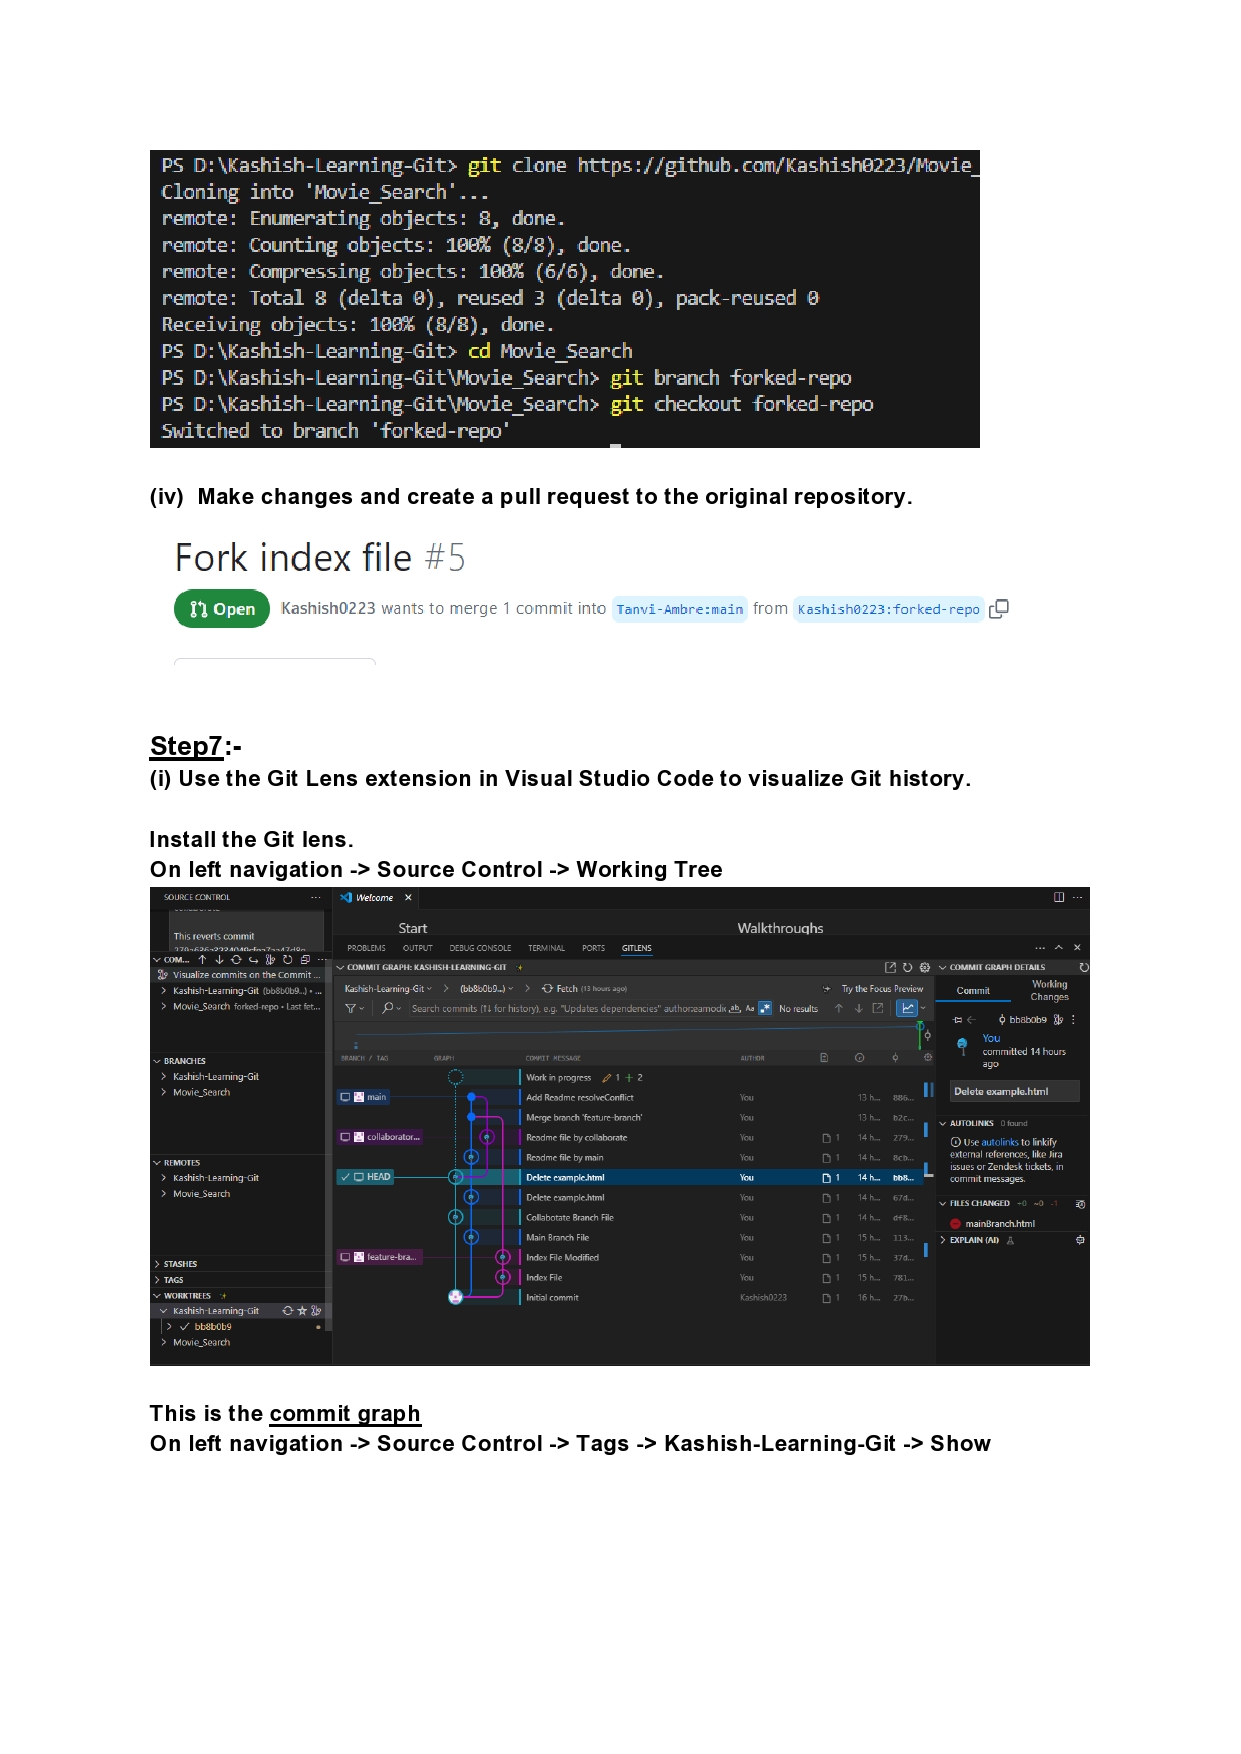 PS D:\Kashish-Learning-Git> git clone https://github.com/Kashish0223/Movie_
Cloning into 'Movie_Search'...
remote: Enumerating objects: 8, done.
remote: Counting objects: 100% (8/8), done.
remote: Compressing objects: 100% (6/6), done.
remote: Total 8 (delta 0), reused 3 (delta 0), pack-reused 0
Receiving objects: 100% (8/8), done.
PS D:\Kashish-Learning-Git> cd Movie_Search
PS D:\Kashish-Learning-Git\Movie_Search> git branch forked-repo
PS D:\Kashish-Learning-Git\Movie_Search> git checkout forked-repo
Switched to branch 'forked-repo'
(iv) Make changes and create a pull request to the original repository.
Fork index file #5
Open Kashish0223 wants to merge 1 commit into Tanvi-Ambre:main from Kashish0223:forked-repo
Step7:-
(i) Use the Git Lens extension in Visual Studio Code to visualize Git history.
Install the Git lens.
On left navigation -> Source Control -> Working Tree
SOURCE CONTROL ...
This reverts commit
COM...
Visualize commits on the Commit ...
Kashish-Learning-Git (bb8b0b9...) • ...
Movie_Search forked-repo • Last fet...
BRANCHES
Kashish-Learning-Git
Movie_Search
REMOTES
Kashish-Learning-Git
Movie_Search
STASHES
TAGS
WORKTREES
Kashish-Learning-Git
bb8b0b9
Movie_Search
Welcome
Start Walkthroughs
PROBLEMS OUTPUT DEBUG CONSOLE TERMINAL PORTS GITLENS
COMMIT GRAPH: KASHISH-LEARNING-GIT
Kashish-Learning-Git (bb8b0b9...) Fetch (13 hours ago) Try the Focus Preview
Search commits (↑↓ for history), e.g. "Updates dependencies" author:eamodio ab Aa .* No results
BRANCH / TAG GRAPH COMMIT MESSAGE AUTHOR
Work in progress 1 + 2
main Add Readme resolveConflict You 13 h... 886...
Merge branch 'feature-branch' You 13 h... b2c...
collaborator... Readme file by collaborate You 1 14 h... 279...
Readme file by main You 1 14 h... 8cb...
HEAD Delete example.html You 1 14 h... bb8...
Delete example.html You 1 14 h... 67d...
Collabotate Branch File You 1 14 h... df8...
Main Branch File You 1 15 h... 113...
feature-bra... Index File Modified You 1 15 h... 37d...
Index File You 1 15 h... 781...
Initial commit Kashish0223 1 16 h... 27b...
COMMIT GRAPH DETAILS
Commit Working Changes
bb8b0b9
You
committed 14 hours
ago
Delete example.html
AUTOLINKS 0 found
Use autolinks to linkify
external references, like Jira
issues or Zendesk tickets, in
commit messages.
FILES CHANGED +0 ~0 -1
mainBranch.html
EXPLAIN (AI)
This is the commit graph
On left navigation -> Source Control -> Tags -> Kashish-Learning-Git -> Show